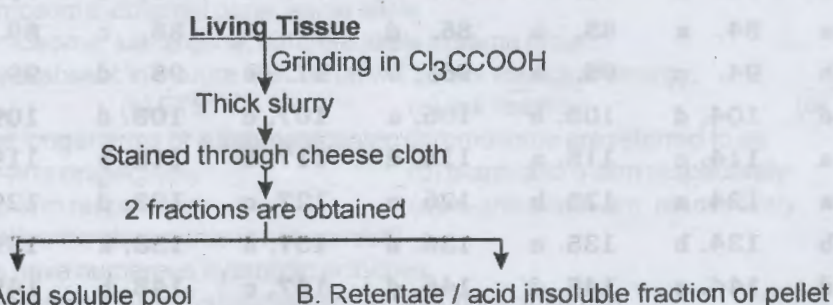 Living Tissue
Grinding in Cl3CCOOH
Thick slurry
Stained through cheese cloth
2 fractions are obtained
Acid soluble pool B. Retentate / acid insoluble fraction or pellet